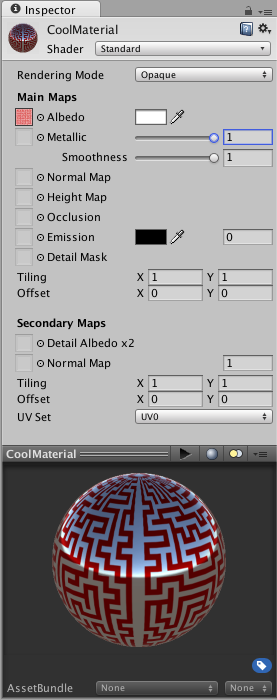 Inspector
CoolMaterial
Shader Standard
Rendering Mode Opaque
Main Maps
Albedo
Metallic 1
Smoothness 1
Normal Map
Height Map
Occlusion
Emission 0
Detail Mask
Tiling X 1 Y 1
Offset X 0 Y 0
Secondary Maps
Detail Albedo x2
Normal Map 1
Tiling X 1 Y 1
Offset X 0 Y 0
UV Set UV0
CoolMaterial
AssetBundle None None